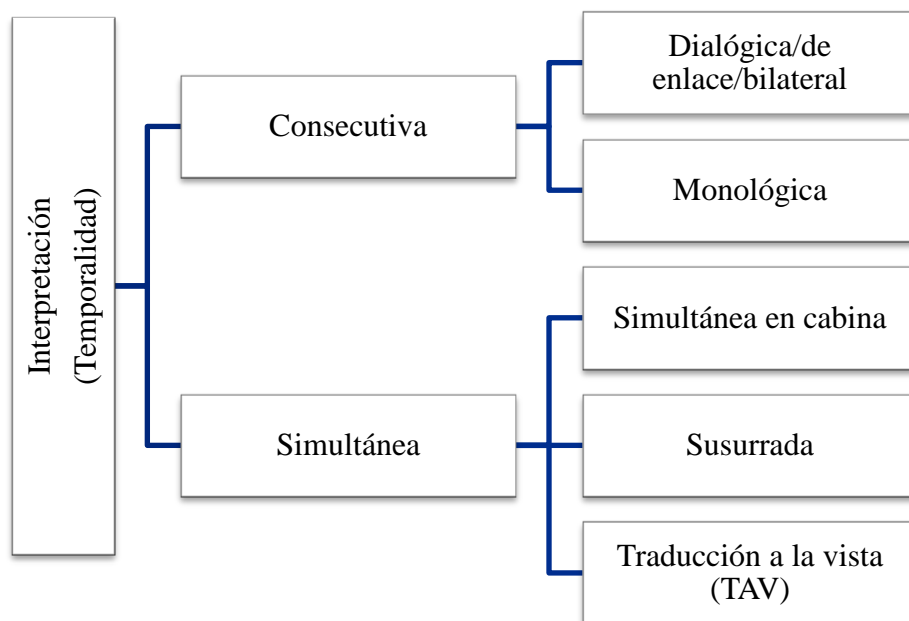 Interpretación
(Temporalidad)
Consecutiva
Dialógica/de
enlace/bilateral
Monológica
Simultánea
Simultánea en cabina
Susurrada
Traducción a la vista
(TAV)